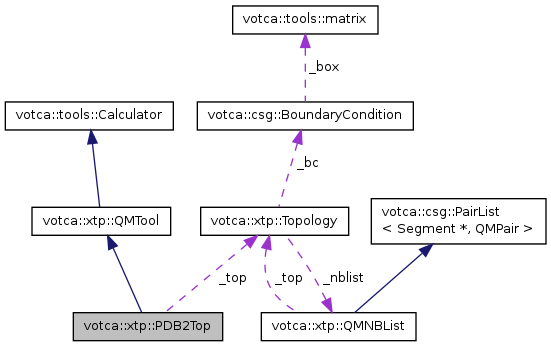 votca::tools::matrix
_box
votca::tools::Calculator
votca::csg::BoundaryCondition
_bc
votca::xtp::QMTool
votca::xtp::Topology
votca::csg::PairList
< Segment *, QMPair >
_top
_top
_nblist
votca::xtp::PDB2Top
votca::xtp::QMNBList